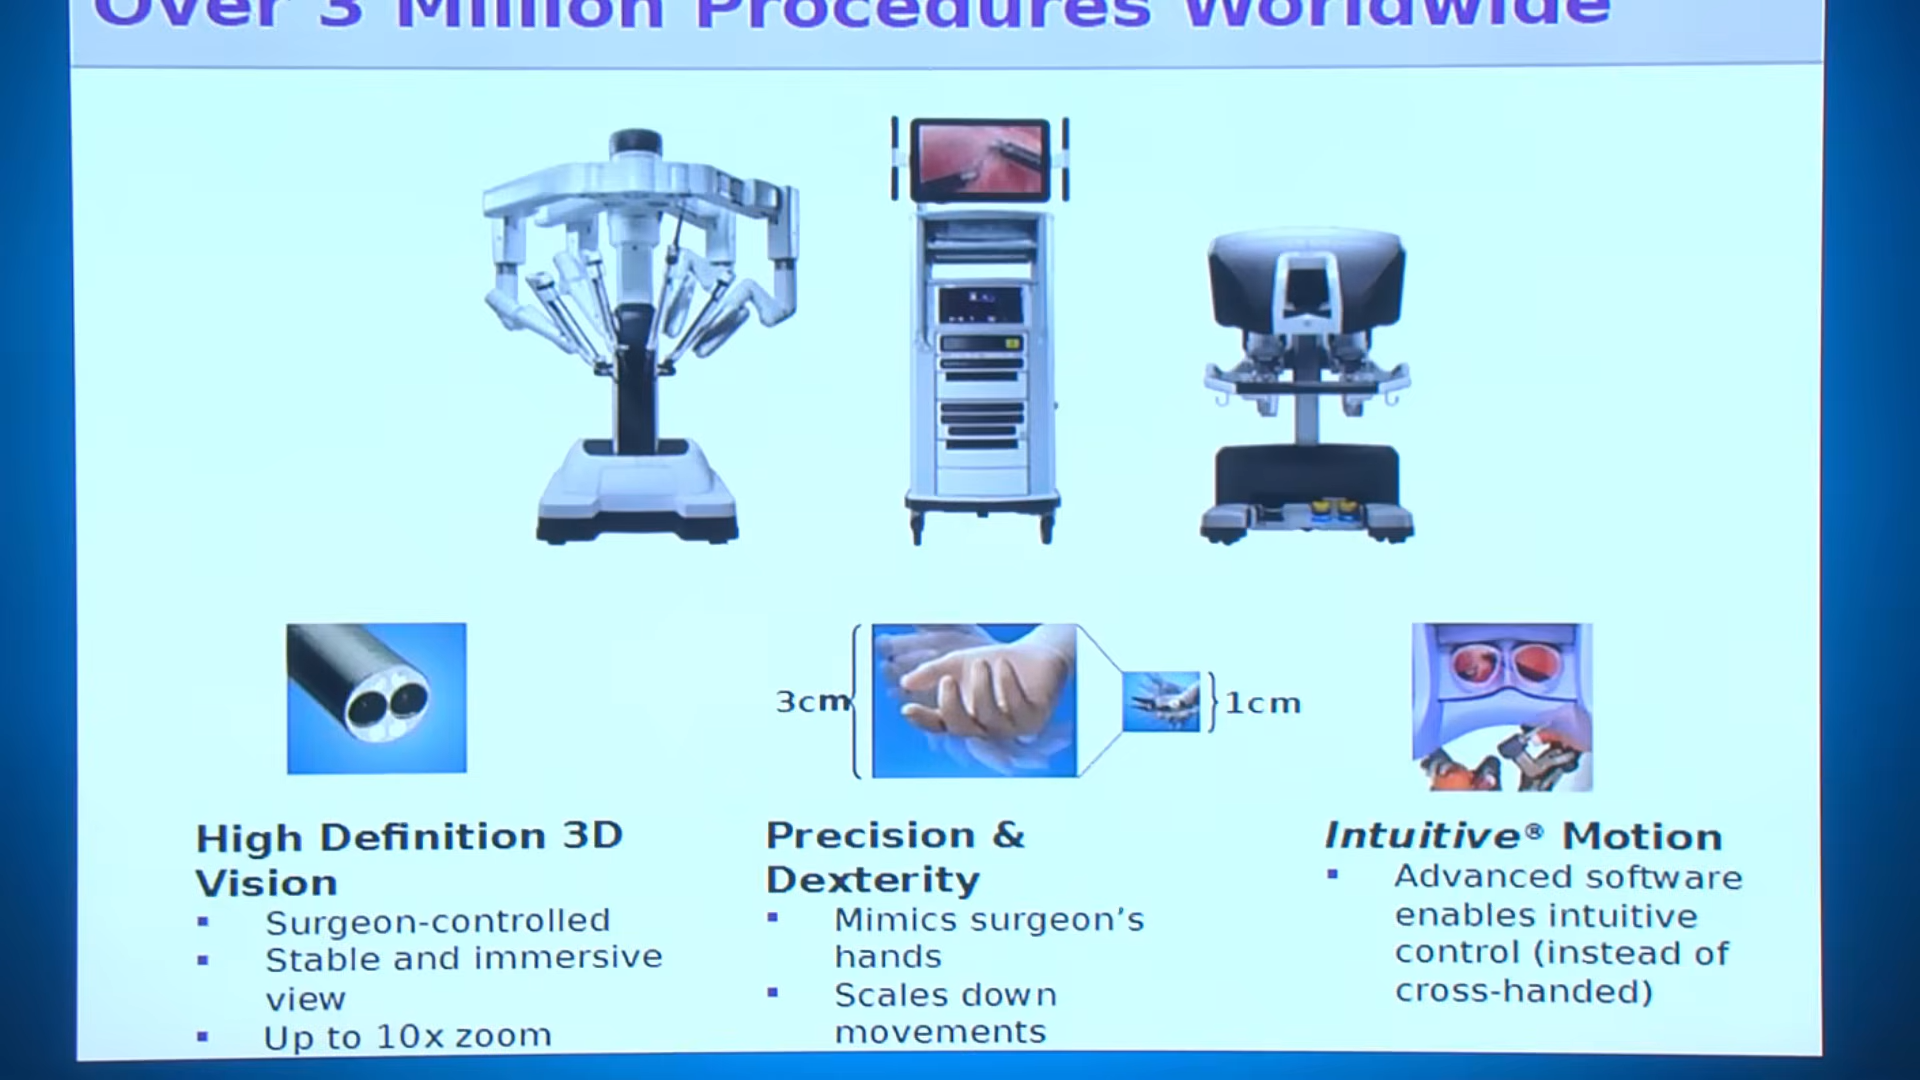 Over 3 Million Procedures Worldwide
3cm
1cm
High Definition 3D
Vision
▪ Surgeon-controlled
▪ Stable and immersive
view
▪ Up to 10x zoom
Precision &
Dexterity
▪ Mimics surgeon’s
hands
▪ Scales down
movements
Intuitive® Motion
▪ Advanced software
enables intuitive
control (instead of
cross-handed)